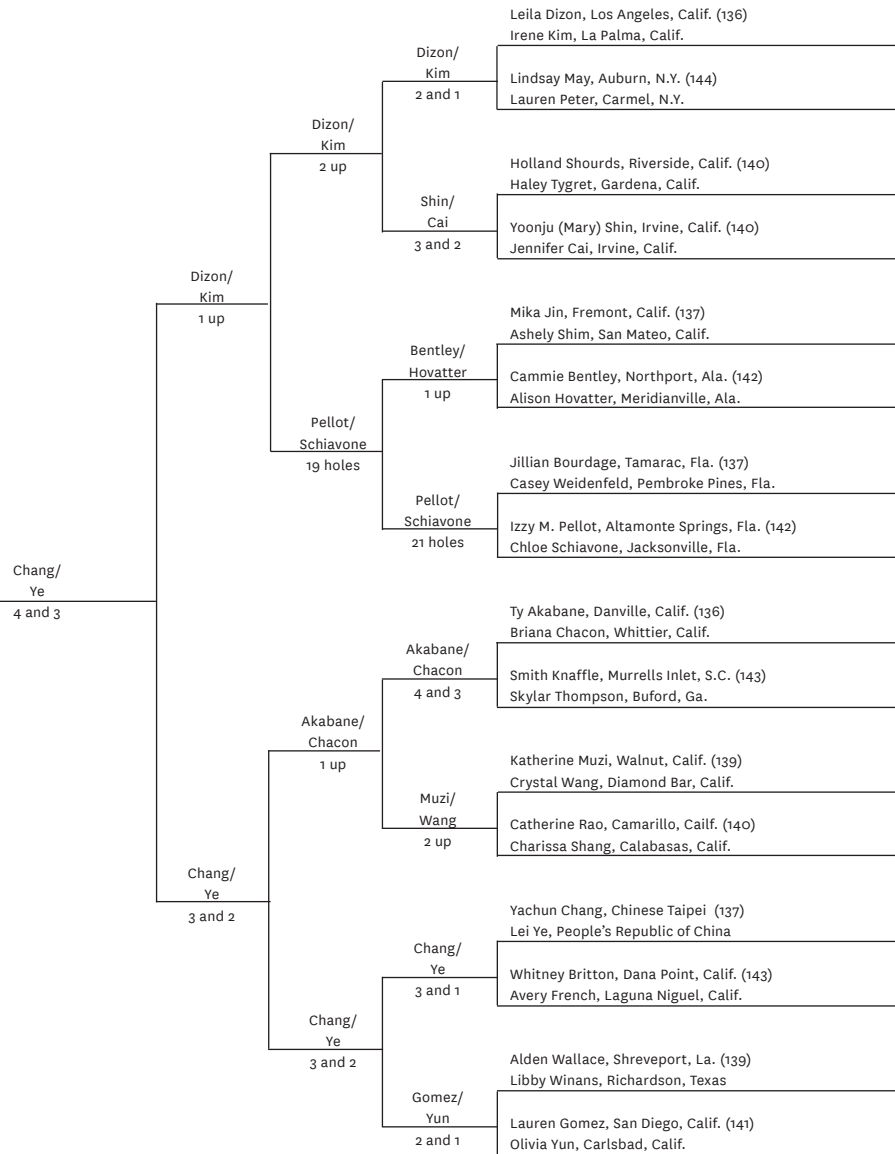 Leila Dizon, Los Angeles, Calif. (136)
Irene Kim, La Palma, Calif.
Dizon/
Kim
2 and 1
Lindsay May, Auburn, N.Y. (144)
Lauren Peter, Carmel, N.Y.
Dizon/
Kim
2 up
Holland Shourds, Riverside, Calif. (140)
Haley Tygret, Gardena, Calif.
Shin/
Cai
3 and 2
Yoonju (Mary) Shin, Irvine, Calif. (140)
Jennifer Cai, Irvine, Calif.
Dizon/
Kim
1 up
Mika Jin, Fremont, Calif. (137)
Ashely Shim, San Mateo, Calif.
Bentley/
Hovatter
1 up
Cammie Bentley, Northport, Ala. (142)
Alison Hovatter, Meridianville, Ala.
Pellot/
Schiavone
19 holes
Jillian Bourdage, Tamarac, Fla. (137)
Casey Weidenfeld, Pembroke Pines, Fla.
Pellot/
Schiavone
21 holes
Izzy M. Pellot, Altamonte Springs, Fla. (142)
Chloe Schiavone, Jacksonville, Fla.
Chang/
Ye
4 and 3
Ty Akabane, Danville, Calif. (136)
Briana Chacon, Whittier, Calif.
Akabane/
Chacon
4 and 3
Smith Knaffle, Murrells Inlet, S.C. (143)
Skylar Thompson, Buford, Ga.
Akabane/
Chacon
1 up
Katherine Muzi, Walnut, Calif. (139)
Crystal Wang, Diamond Bar, Calif.
Muzi/
Wang
2 up
Catherine Rao, Camarillo, Cailf. (140)
Charissa Shang, Calabasas, Calif.
Chang/
Ye
3 and 2
Yachun Chang, Chinese Taipei (137)
Lei Ye, People’s Republic of China
Chang/
Ye
3 and 1
Whitney Britton, Dana Point, Calif. (143)
Avery French, Laguna Niguel, Calif.
Chang/
Ye
3 and 2
Alden Wallace, Shreveport, La. (139)
Libby Winans, Richardson, Texas
Gomez/
Yun
2 and 1
Lauren Gomez, San Diego, Calif. (141)
Olivia Yun, Carlsbad, Calif.